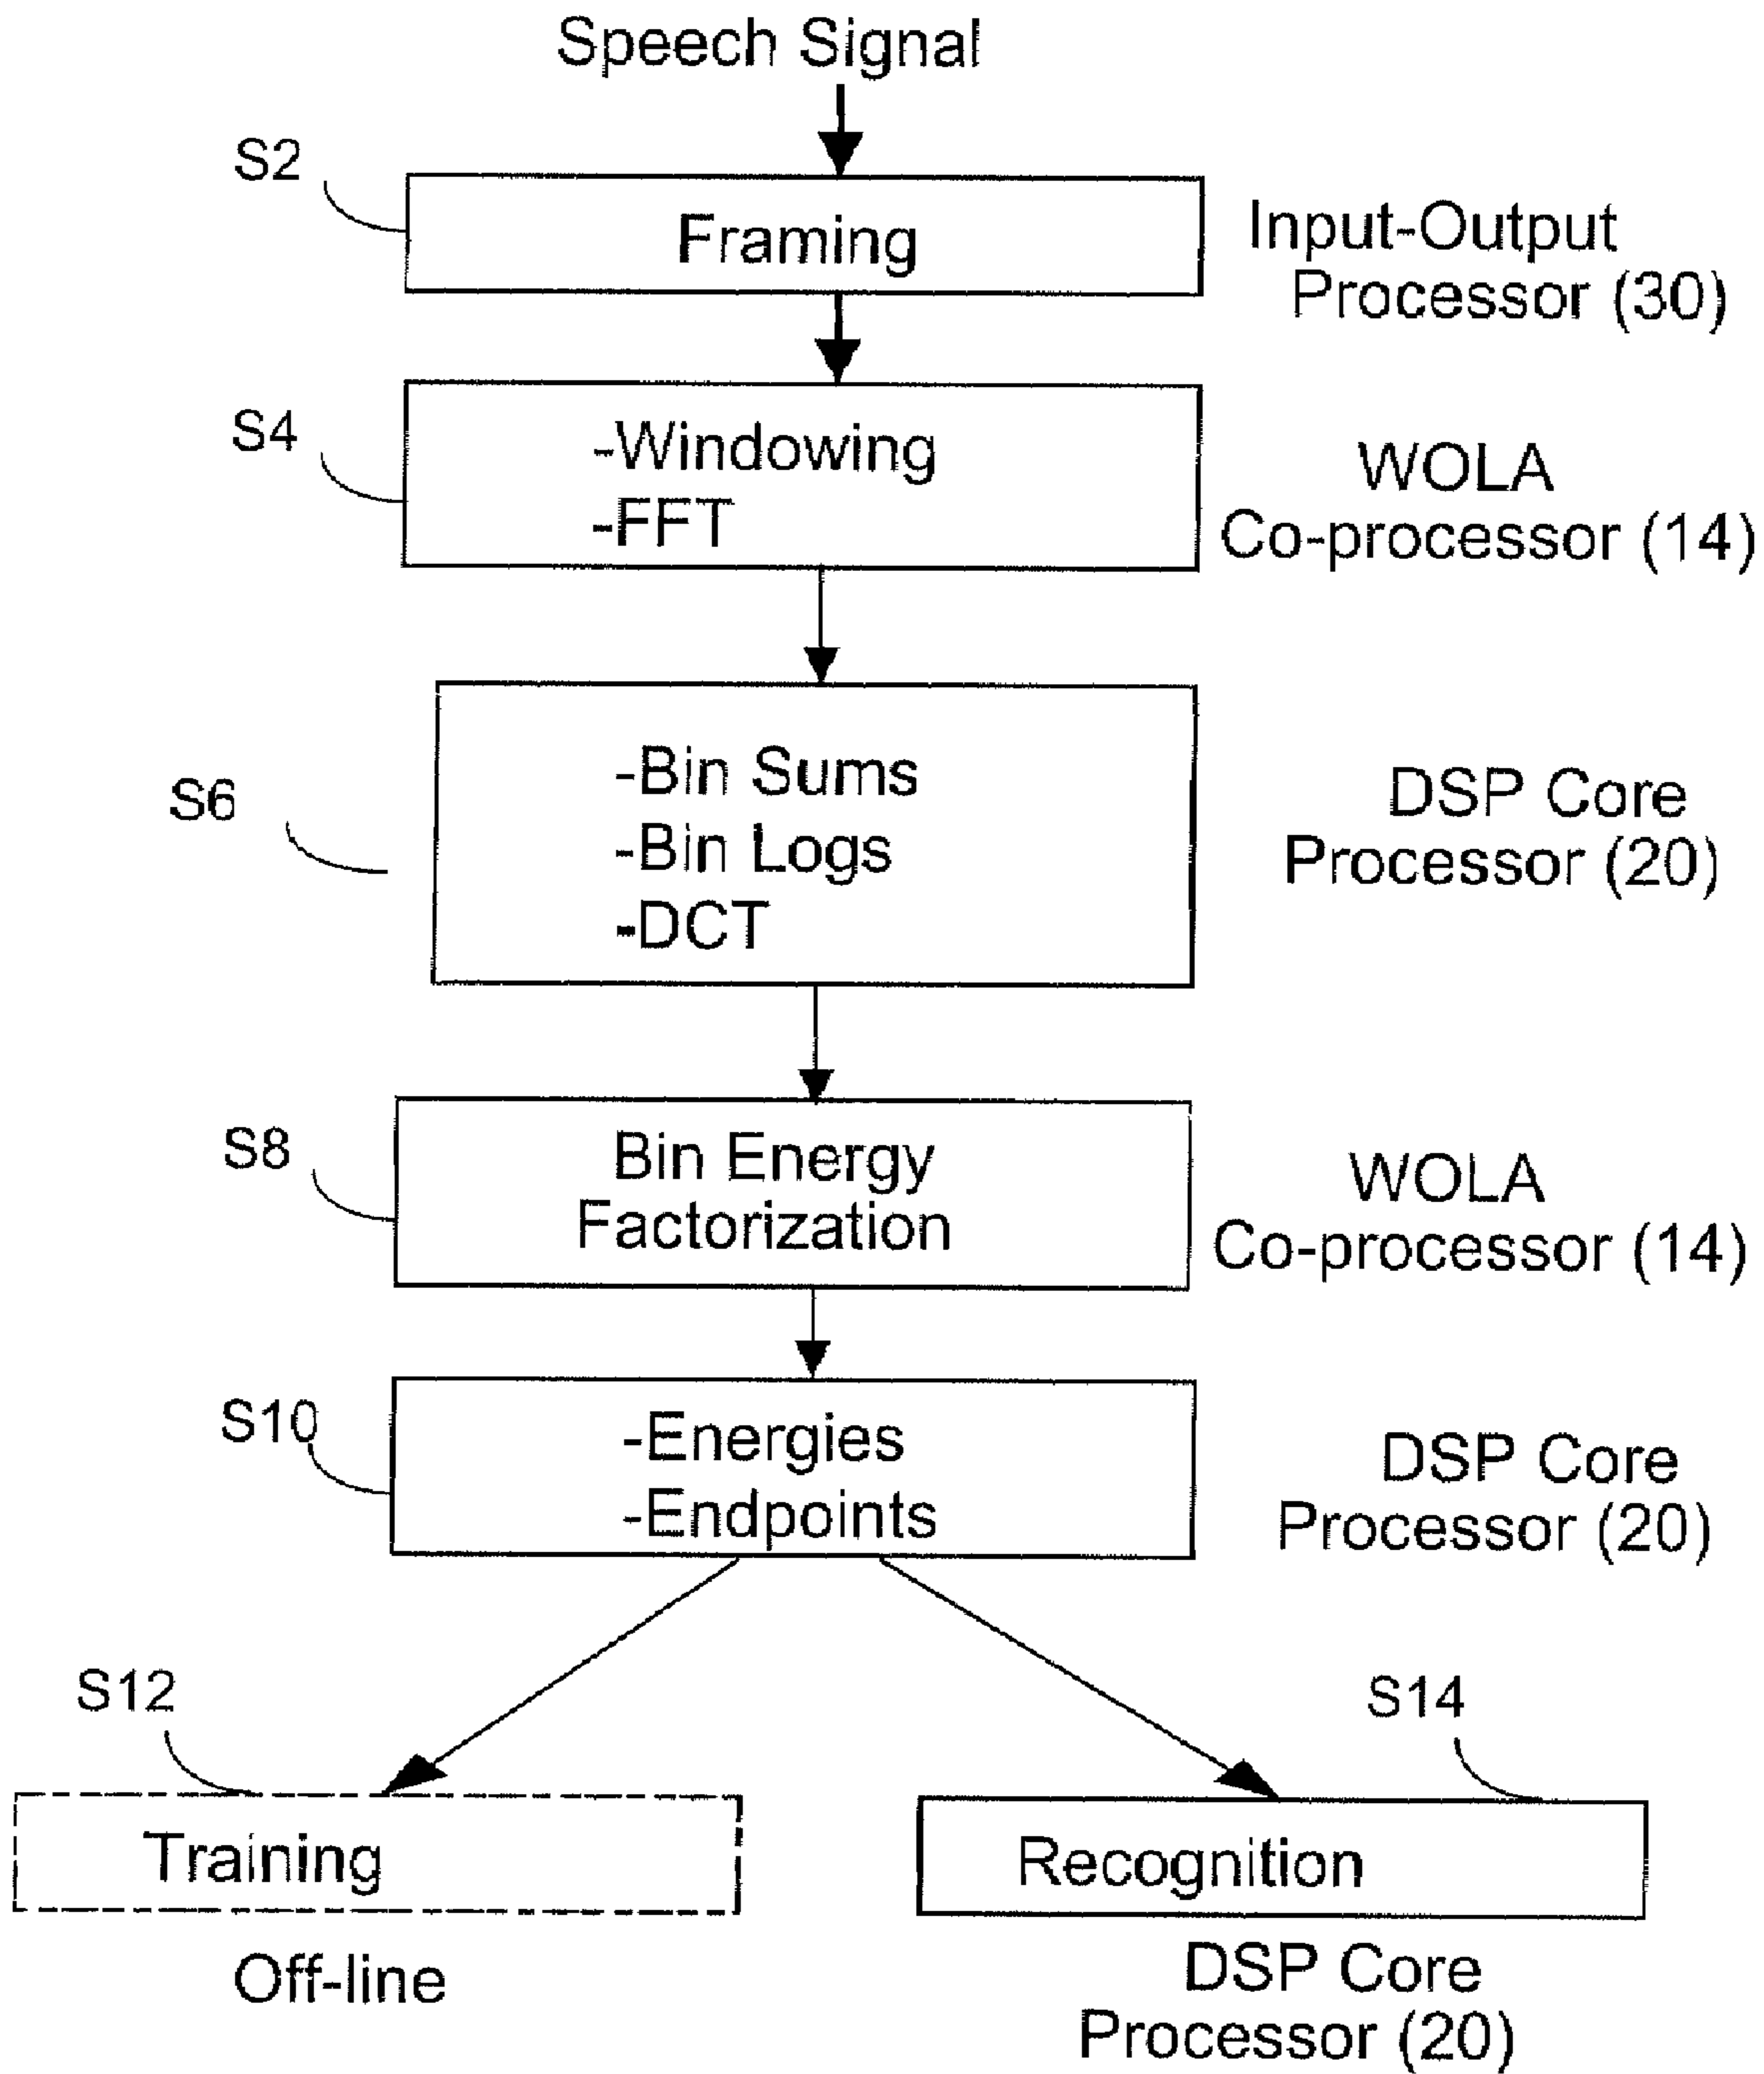 Speech Signal
S2
Framing
Input-Output
Processor (30)
S4
-Windowing
-FFT
WOLA
Co-processor (14)
S6
-Bin Sums
-Bin Logs
-DCT
DSP Core
Processor (20)
S8
Bin Energy
Factorization
WOLA
Co-processor (14)
S10
-Energies
-Endpoints
DSP Core
Processor (20)
S12
S14
Training
Recognition
Off-line
DSP Core
Processor (20)